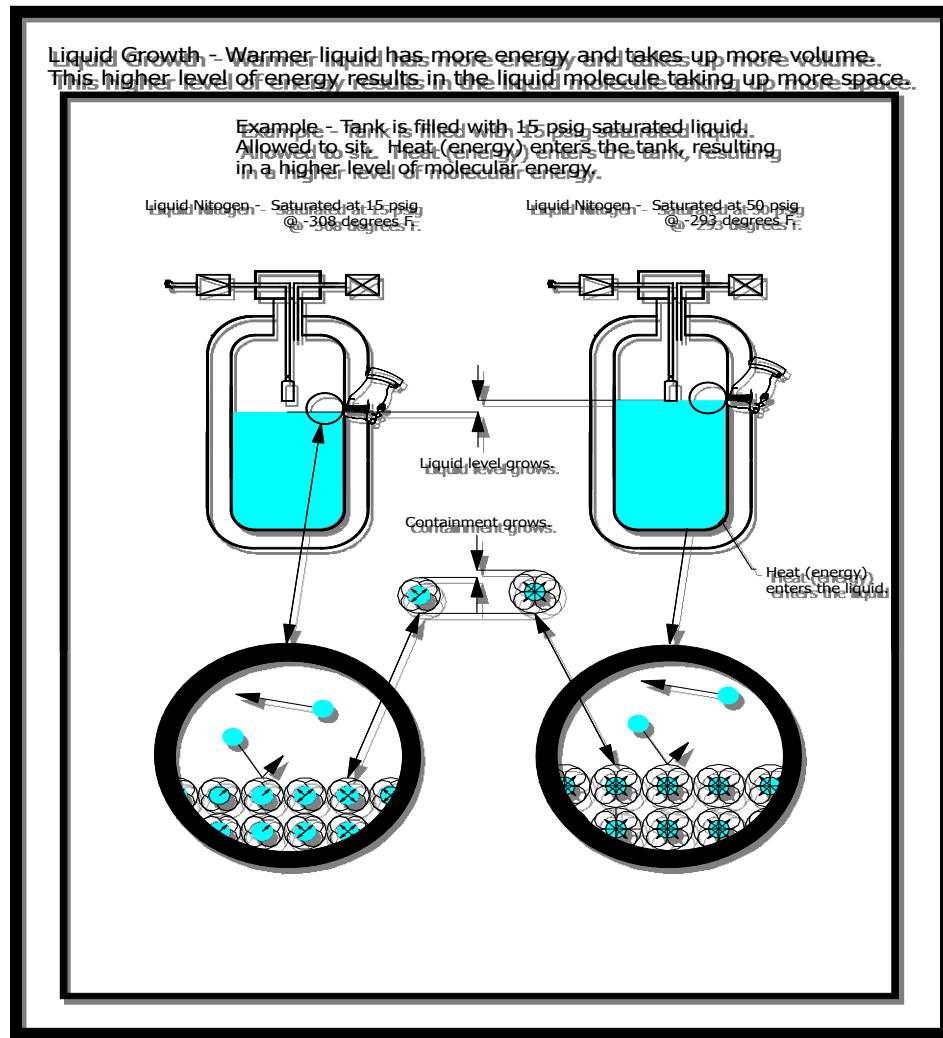 Liquid Growth - Warmer liquid has more energy and takes up more volume.
This higher level of energy results in the liquid molecule taking up more space.
Example - Tank is filled with 15 psig saturated liquid.
Allowed to sit.  Heat (energy) enters the tank, resulting
in a higher level of molecular energy.
Liquid Nitogen -  Saturated at 15 psig
@ -308 degrees F.
Liquid Nitogen -  Saturated at 50 psig
@ -293 degrees F.
Liquid level grows.
Containment grows.
Heat (energy)
enters the liquid.